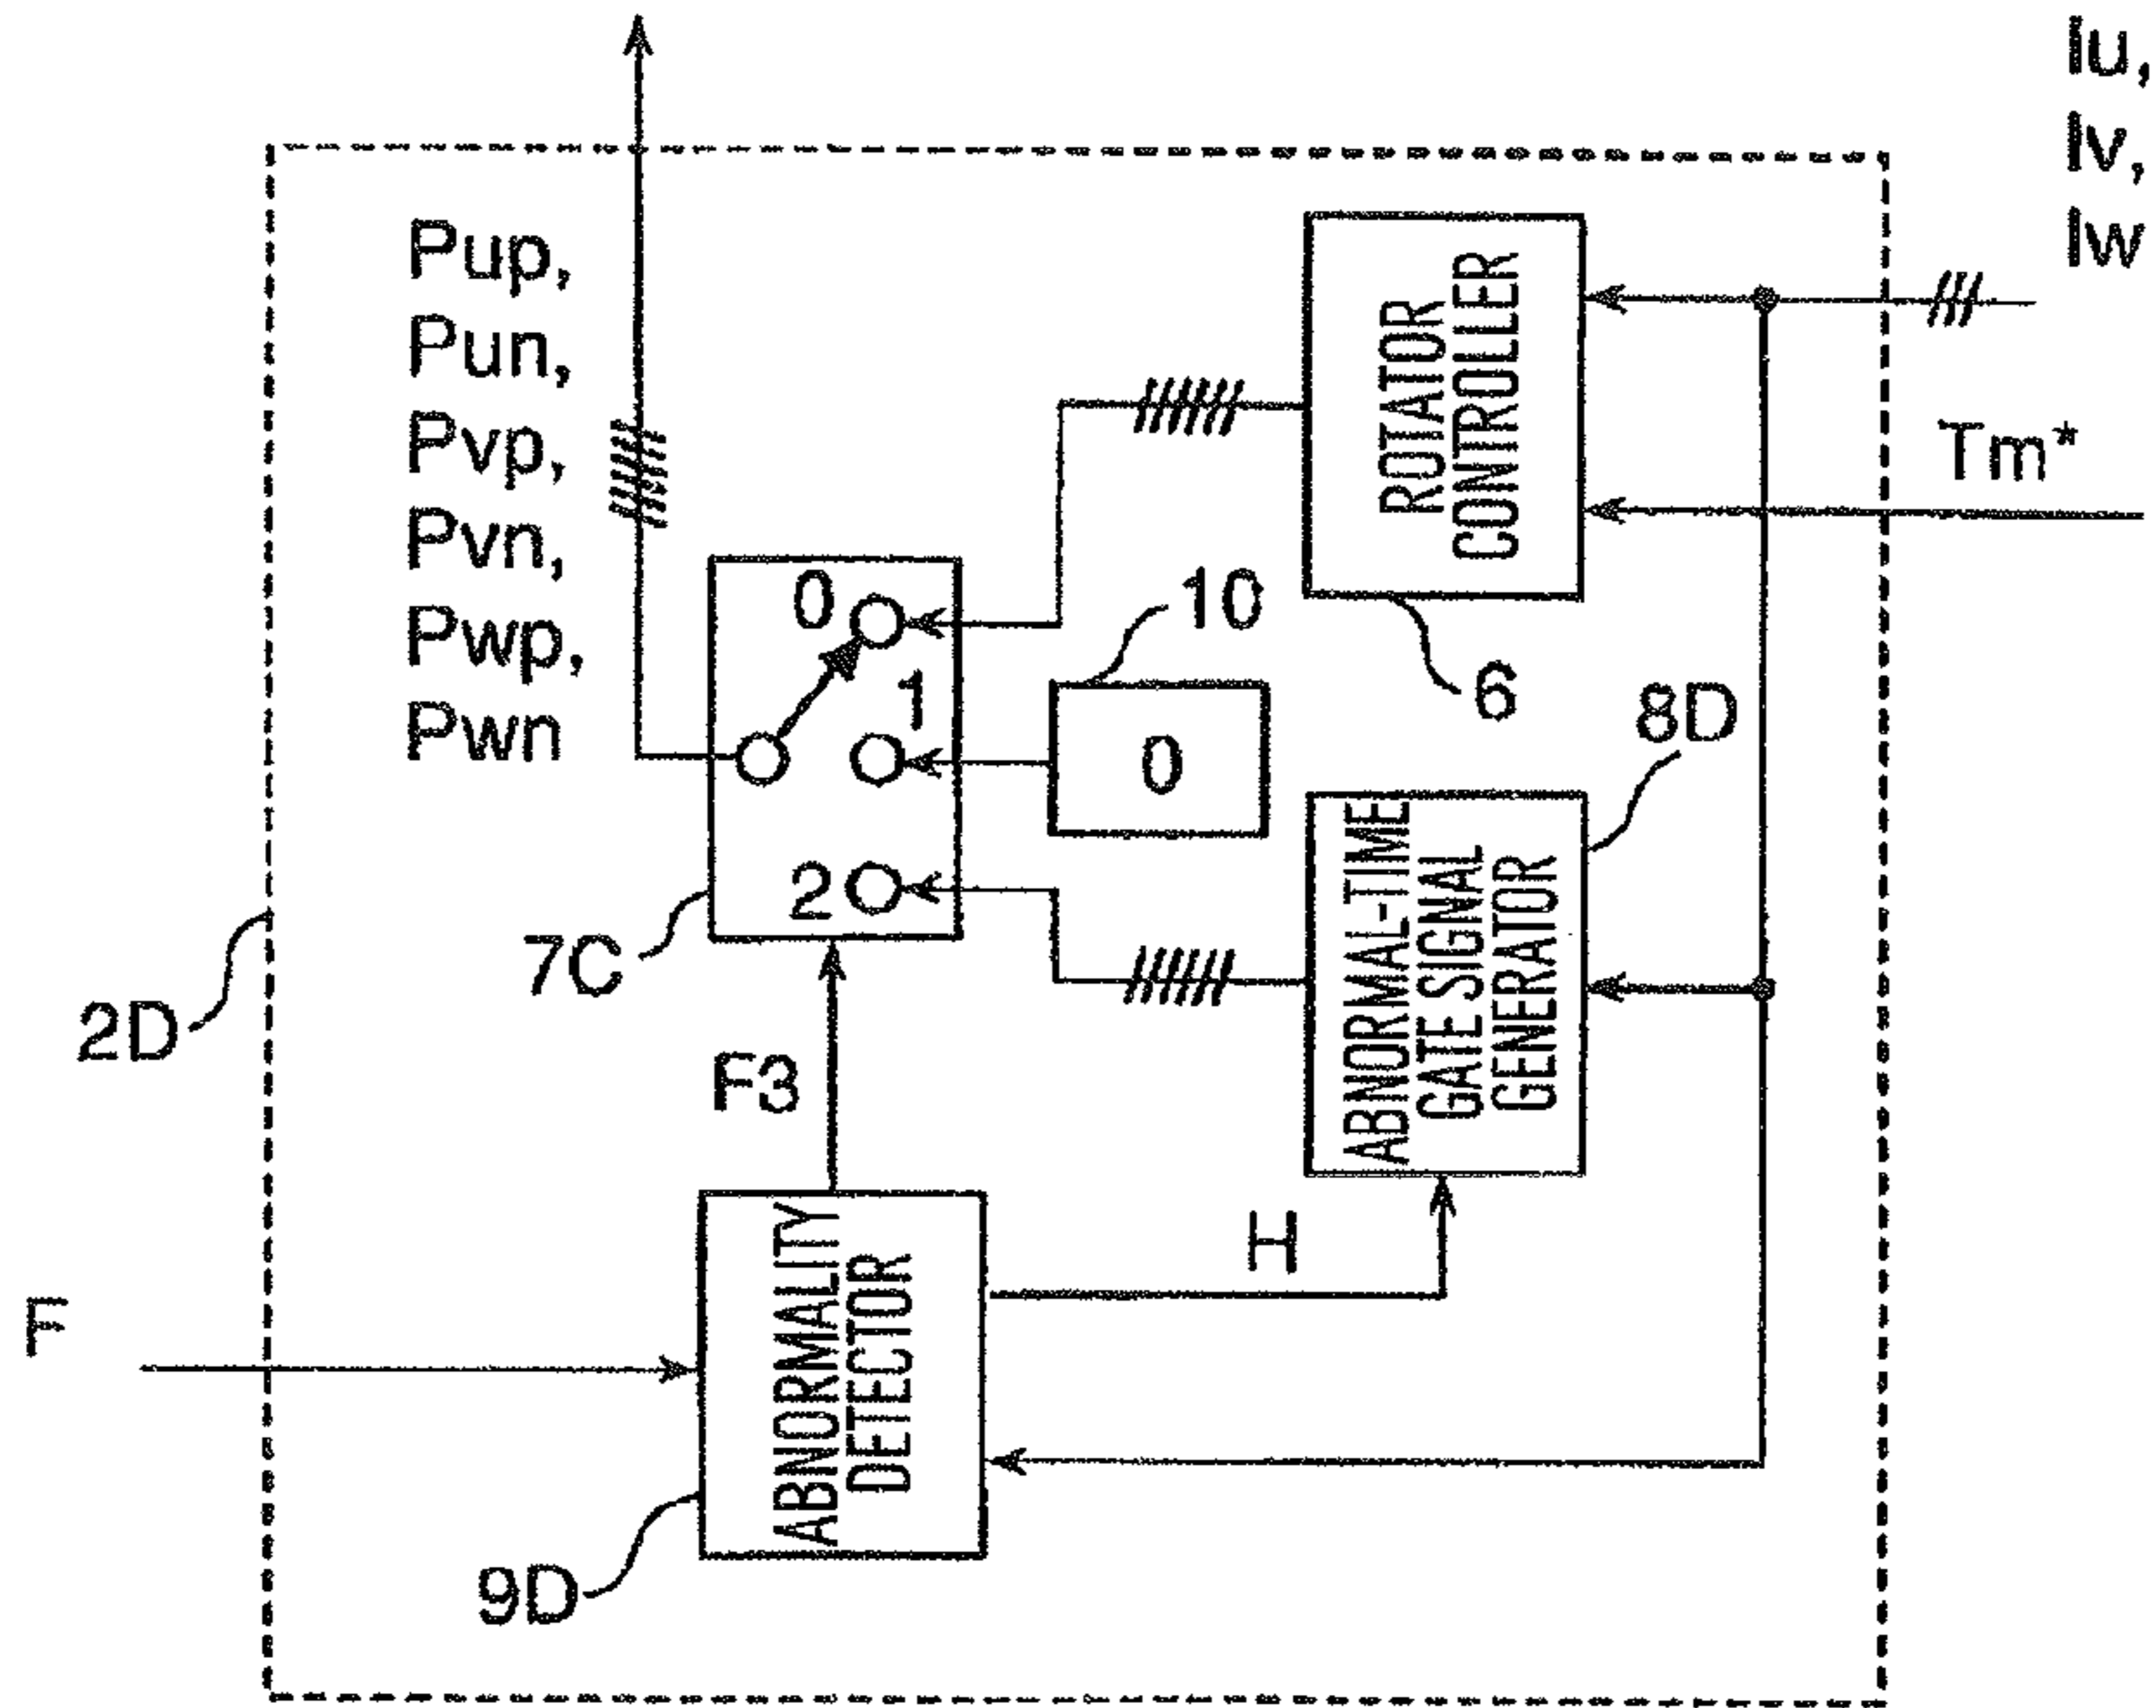 Iu,
Iv,
Iw
Pup,
Pun,
Pvp,
Pvn,
Pwp,
Pwn
ROTATOR
CONTROLLER
Tm*
0
10
6
1
0
8D
2
7C
ABNORMAL-TIME
GATE SIGNAL
GENERATOR
2D
F3
H
F
ABNORMALITY
DETECTOR
9D